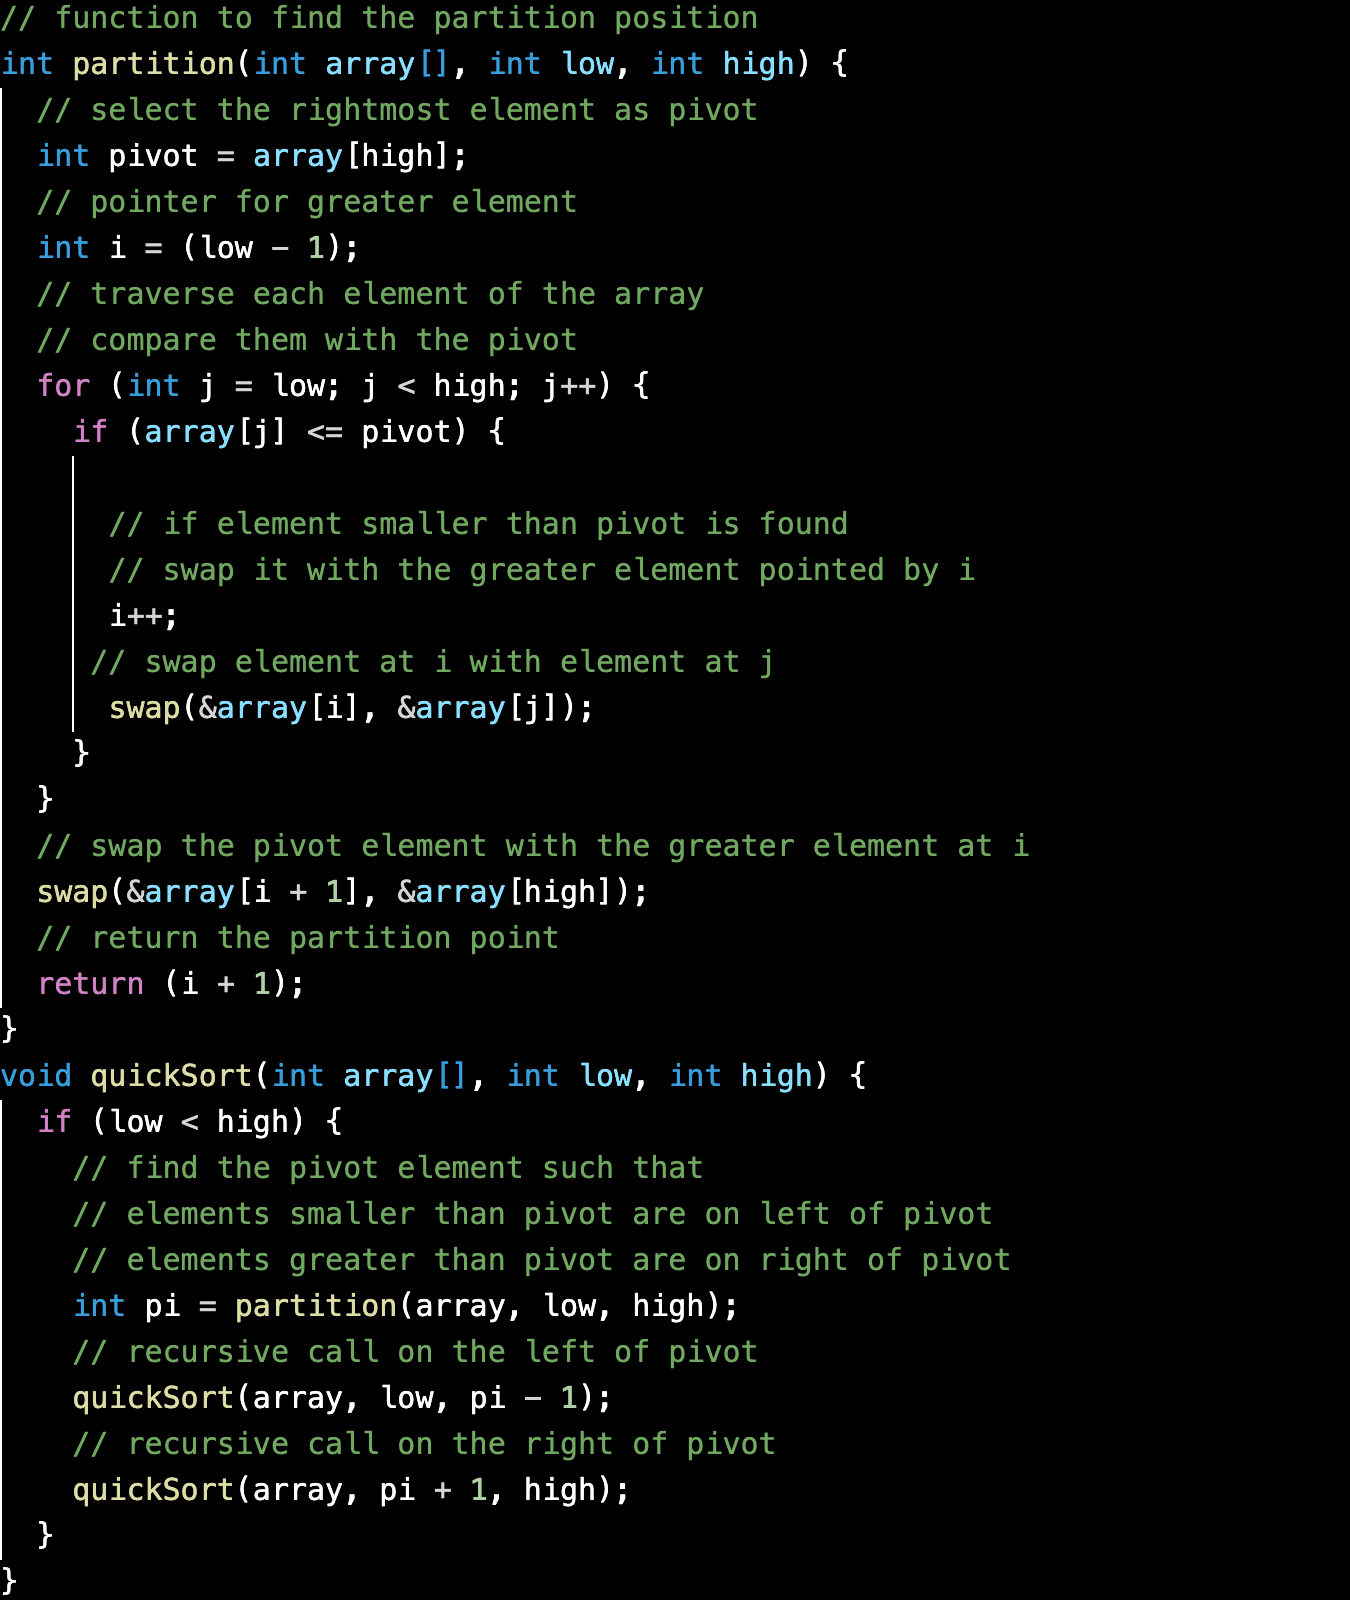 // function to find the partition position
int partition(int array[], int low, int high) {
  // select the rightmost element as pivot
  int pivot = array[high];
  // pointer for greater element
  int i = (low - 1);
  // traverse each element of the array
  // compare them with the pivot
  for (int j = low; j < high; j++) {
    if (array[j] <= pivot) {
      // if element smaller than pivot is found
      // swap it with the greater element pointed by i
      i++;
     // swap element at i with element at j
      swap(&array[i], &array[j]);
    }
  }
  // swap the pivot element with the greater element at i
  swap(&array[i + 1], &array[high]);
  // return the partition point
  return (i + 1);
}
void quickSort(int array[], int low, int high) {
  if (low < high) {
    // find the pivot element such that
    // elements smaller than pivot are on left of pivot
    // elements greater than pivot are on right of pivot
    int pi = partition(array, low, high);
    // recursive call on the left of pivot
    quickSort(array, low, pi - 1);
    // recursive call on the right of pivot
    quickSort(array, pi + 1, high);
  }
}